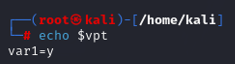 ┌──(root㉿kali)-[/home/kali]
└─# echo $vpt
var1=y